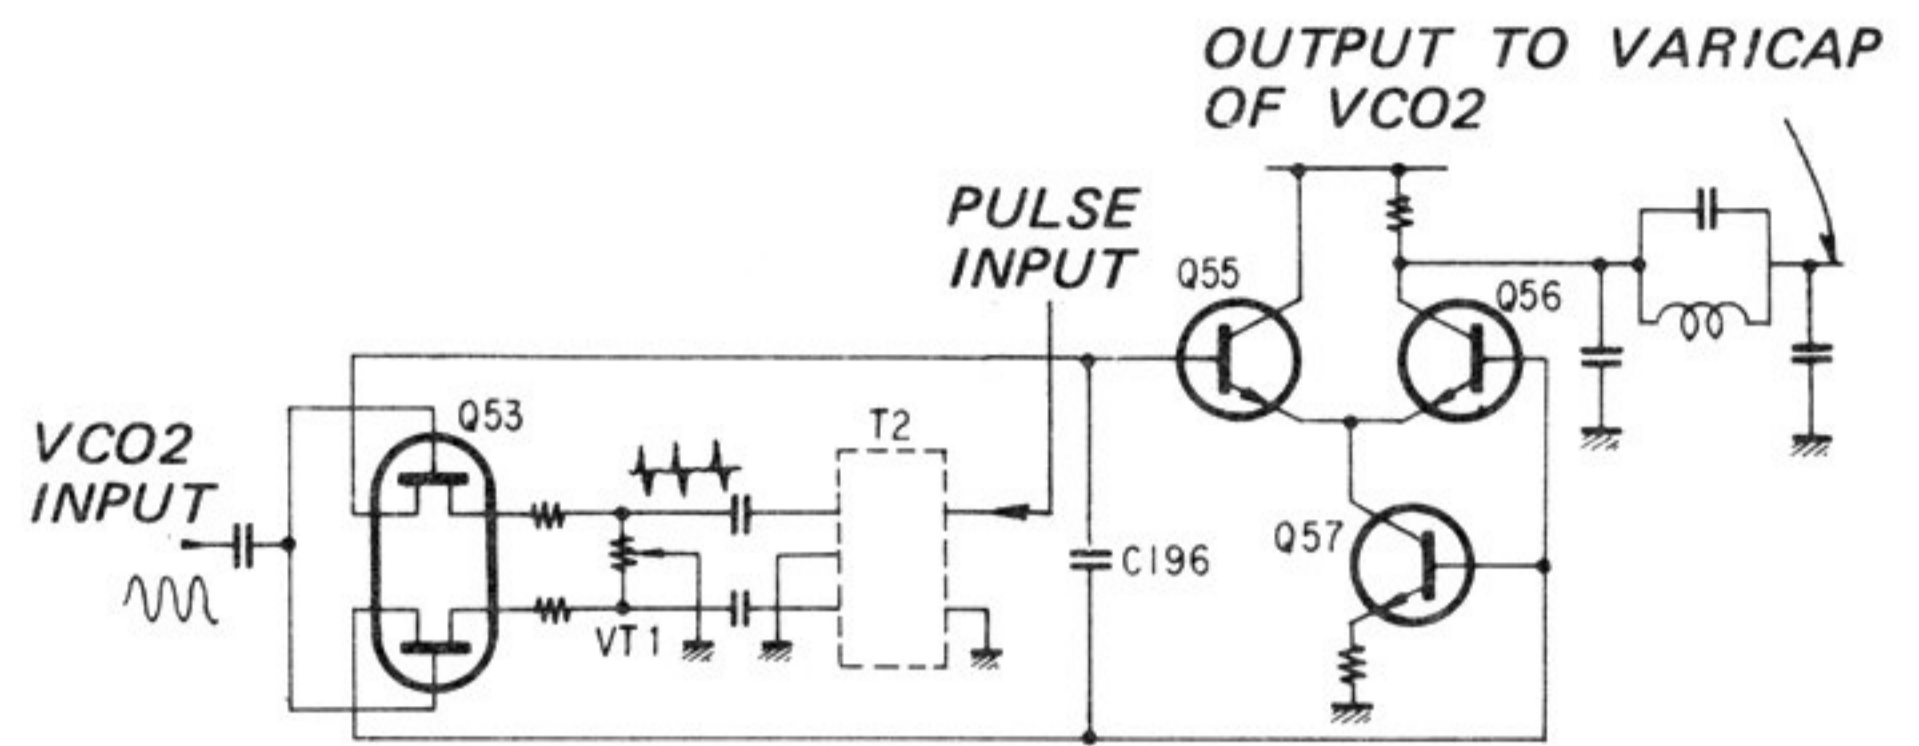 OUTPUT TO VARICAP
OF VCO2
PULSE
INPUT
Q55
Q56
Q53
VCO2
INPUT
T2
Q57
C196
VT1